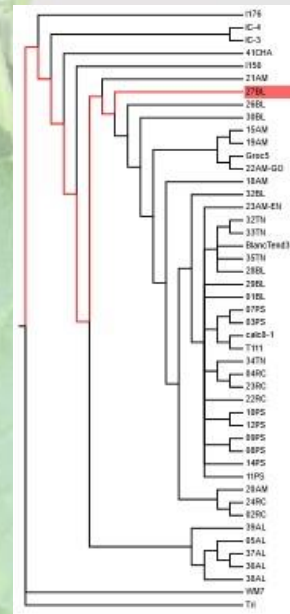 I176
IC-4
IC-3
41CHA
I150
21AM
27BL
26BL
30BL
15AM
19AM
Groc5
22AM-GO
18AM
32BL
23AM-EN
32TN
33TN
BlancTend3
35TN
28BL
29BL
01BL
07PS
03PS
calc8-1
T111
34TN
04RC
23RC
22RC
10PS
12PS
09PS
08PS
14PS
11PS
20AM
24RC
02RC
39AL
05AL
37AL
36AL
38AL
WM7
Tri